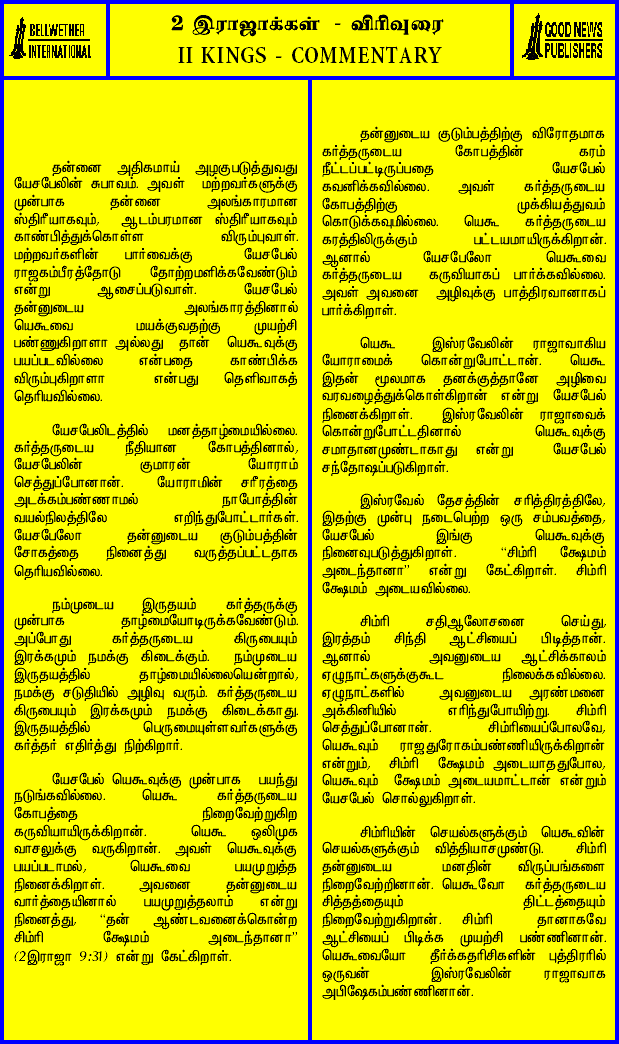 BELLWETHER
INTERNATIONAL
2 இராஜாக்கள் - விரிவுரை
II KINGS - COMMENTARY
GOOD NEWS
PUBLISHERS
தன்னை அதிகமாய் அழகுபடுத்துவது
யேசபேலின் சுபாவம். அவள் மற்றவர்களுக்கு
முன்பாக தன்னை அலங்காரமான
ஸ்திரீயாகவும், ஆடம்பரமான ஸ்திரீயாகவும்
காண்பித்துக்கொள்ள விரும்புவாள்.
மற்றவர்களின் பார்வைக்கு யேசபேல்
ராஜகம்பீரத்தோடு தோற்றமளிக்கவேண்டும்
என்று ஆசைப்படுவாள். யேசபேல்
தன்னுடைய அலங்காரத்தினால்
யெகூவை மயக்குவதற்கு முயற்சி
பண்ணுகிறாளா அல்லது தான் யெகூவுக்கு
பயப்படவில்லை என்பதை காண்பிக்க
விரும்புகிறாளா என்பது தெளிவாகத்
தெரியவில்லை.
யேசபேலிடத்தில் மனத்தாழ்மையில்லை.
கர்த்தருடைய நீதியான கோபத்தினால்,
யேசபேலின் குமாரன் யோராம்
செத்துப்போனான். யோராமின் சரீரத்தை
அடக்கம்பண்ணாமல் நாபோத்தின்
வயல்நிலத்திலே எறிந்துபோட்டார்கள்.
யேசபேலோ தன்னுடைய குடும்பத்தின்
சோகத்தை நினைத்து வருத்தப்பட்டதாக
தெரியவில்லை.
நம்முடைய இருதயம் கர்த்தருக்கு
முன்பாக தாழ்மையோடிருக்கவேண்டும்.
அப்போது கர்த்தருடைய கிருபையும்
இரக்கமும் நமக்கு கிடைக்கும். நம்முடைய
இருதயத்தில் தாழ்மையில்லையென்றால்,
நமக்கு சடுதியில் அழிவு வரும். கர்த்தருடைய
கிருபையும் இரக்கமும் நமக்கு கிடைக்காது.
இருதயத்தில் பெருமையுள்ளவர்களுக்கு
கர்த்தர் எதிர்த்து நிற்கிறார்.
யேசபேல் யெகூவுக்கு முன்பாக பயந்து
நடுங்கவில்லை. யெகூ கர்த்தருடைய
கோபத்தை நிறைவேற்றுகிற
கருவியாயிருக்கிறான். யெகூ ஒலிமுக
வாசலுக்கு வருகிறான். அவள் யெகூவுக்கு
பயப்படாமல், யெகூவை பயமுறுத்த
நினைக்கிறாள். அவனை தன்னுடைய
வார்த்தையினால் பயமுறுத்தலாம் என்று
நினைத்து, “தன் ஆண்டவனைக்கொன்ற
சிம்ரி க்ஷேமம் அடைந்தானா”
(2இராஜா 9:31) என்று கேட்கிறாள்.
தன்னுடைய குடும்பத்திற்கு விரோதமாக
கர்த்தருடைய கோபத்தின் கரம்
நீட்டப்பட்டிருப்பதை யேசபேல்
கவனிக்கவில்லை. அவள் கர்த்தருடைய
கோபத்திற்கு முக்கியத்துவம்
கொடுக்கவுமில்லை. யெகூ கர்த்தருடைய
கரத்திலிருக்கும் பட்டயமாயிருக்கிறான்.
ஆனால் யேசபேலோ யெகூவை
கர்த்தருடைய கருவியாகப் பார்க்கவில்லை.
அவள் அவனை அழிவுக்கு பாத்திரவானாகப்
பார்க்கிறாள்.
யெகூ இஸ்ரவேலின் ராஜாவாகிய
யோராமைக் கொன்றுபோட்டான். யெகூ
இதன் மூலமாக தனக்குத்தானே அழிவை
வரவழைத்துக்கொள்கிறான் என்று யேசபேல்
நினைக்கிறாள். இஸ்ரவேலின் ராஜாவைக்
கொன்றுபோட்டதினால் யெகூவுக்கு
சமாதானமுண்டாகாது என்று யேசபேல்
சந்தோஷப்படுகிறாள்.
இஸ்ரவேல் தேசத்தின் சரித்திரத்திலே,
இதற்கு முன்பு நடைபெற்ற ஒரு சம்பவத்தை,
யேசபேல் இங்கு யெகூவுக்கு
நினைவுபடுத்துகிறாள். “சிம்ரி க்ஷேமம்
அடைந்தானா” என்று கேட்கிறாள். சிம்ரி
க்ஷேமம் அடையவில்லை.
சிம்ரி சதிஆலோசனை செய்து,
இரத்தம் சிந்தி ஆட்சியைப் பிடித்தான்.
ஆனால் அவனுடைய ஆட்சிக்காலம்
ஏழுநாட்களுக்குகூட நிலைக்கவில்லை.
ஏழுநாட்களில் அவனுடைய அரண்மனை
அக்கினியில் எரிந்துபோயிற்று. சிம்ரி
செத்துப்போனான். சிம்ரியைப்போலவே,
யெகூவும் ராஜதுரோகம்பண்ணியிருக்கிறான்
என்றும், சிம்ரி க்ஷேமம் அடையாததுபோல,
யெகூவும் க்ஷேமம் அடையமாட்டான் என்றும்
யேசபேல் சொல்லுகிறாள்.
சிம்ரியின் செயல்களுக்கும் யெகூவின்
செயல்களுக்கும் வித்தியாசமுண்டு. சிம்ரி
தன்னுடைய மனதின் விருப்பங்களை
நிறைவேற்றினான். யெகூவோ கர்த்தருடைய
சித்தத்தையும் திட்டத்தையும்
நிறைவேற்றுகிறான். சிம்ரி தானாகவே
ஆட்சியைப் பிடிக்க முயற்சி பண்ணினான்.
யெகூவையோ தீர்க்கதரிசிகளின் புத்திரரில்
ஒருவன் இஸ்ரவேலின் ராஜாவாக
அபிஷேகம்பண்ணினான்.